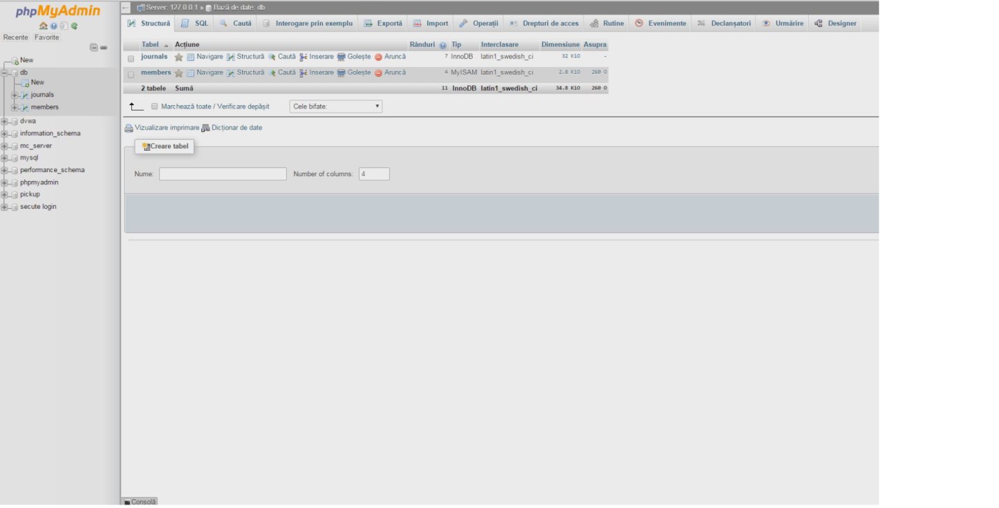 phpMyAdmin
Recente Favorite
New
db
New
journals
members
dvwa
information_schema
mc_server
mysql
performance_schema
phpmyadmin
pickup
secute login
Server: 127.0.0.1 » Bază de date: db
Structură SQL Caută Interogare prin exemplu Exportă Import Operații Drepturi de acces Rutine Evenimente Declanșatori Urmărire Designer
Tabel Acțiune Rânduri Tip Interclasare Dimensiune Asupra
journals Navigare Structură Caută Inserare Golește Aruncă 7 InnoDB latin1_swedish_ci 32 KiO -
members Navigare Structură Caută Inserare Golește Aruncă 4 MyISAM latin1_swedish_ci 2.8 KiO 260 O
2 tabele Sumă 11 InnoDB latin1_swedish_ci 34.8 KiO 260 O
Marchează toate / Verificare depășit Cele bifate:
Vizualizare imprimare Dicționar de date
Creare tabel
Nume: Number of columns: 4
Consolă